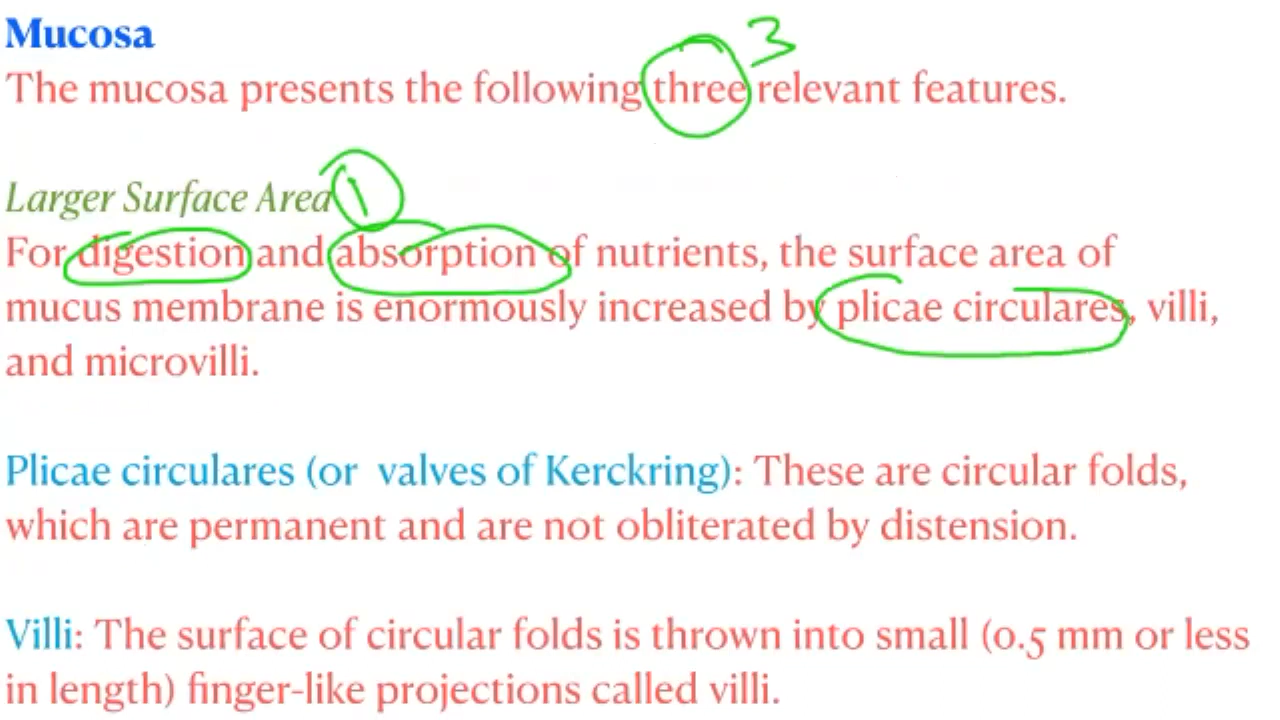 Mucosa
3
The mucosa presents the following three relevant features.
Larger Surface Area 1
For digestion and absorption of nutrients, the surface area of
mucus membrane is enormously increased by plicae circulares, villi,
and microvilli.
Plicae circulares (or valves of Kerckring): These are circular folds,
which are permanent and are not obliterated by distension.
Villi: The surface of circular folds is thrown into small (0.5 mm or less
in length) finger-like projections called villi.